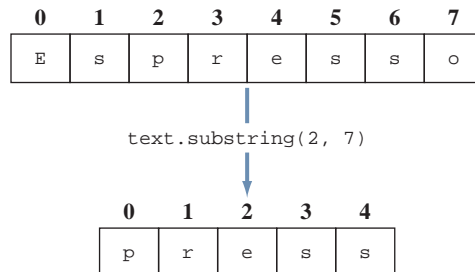 0 1 2 3 4 5 6 7
E s p r e s s o
text.substring(2, 7)
0 1 2 3 4
p r e s s